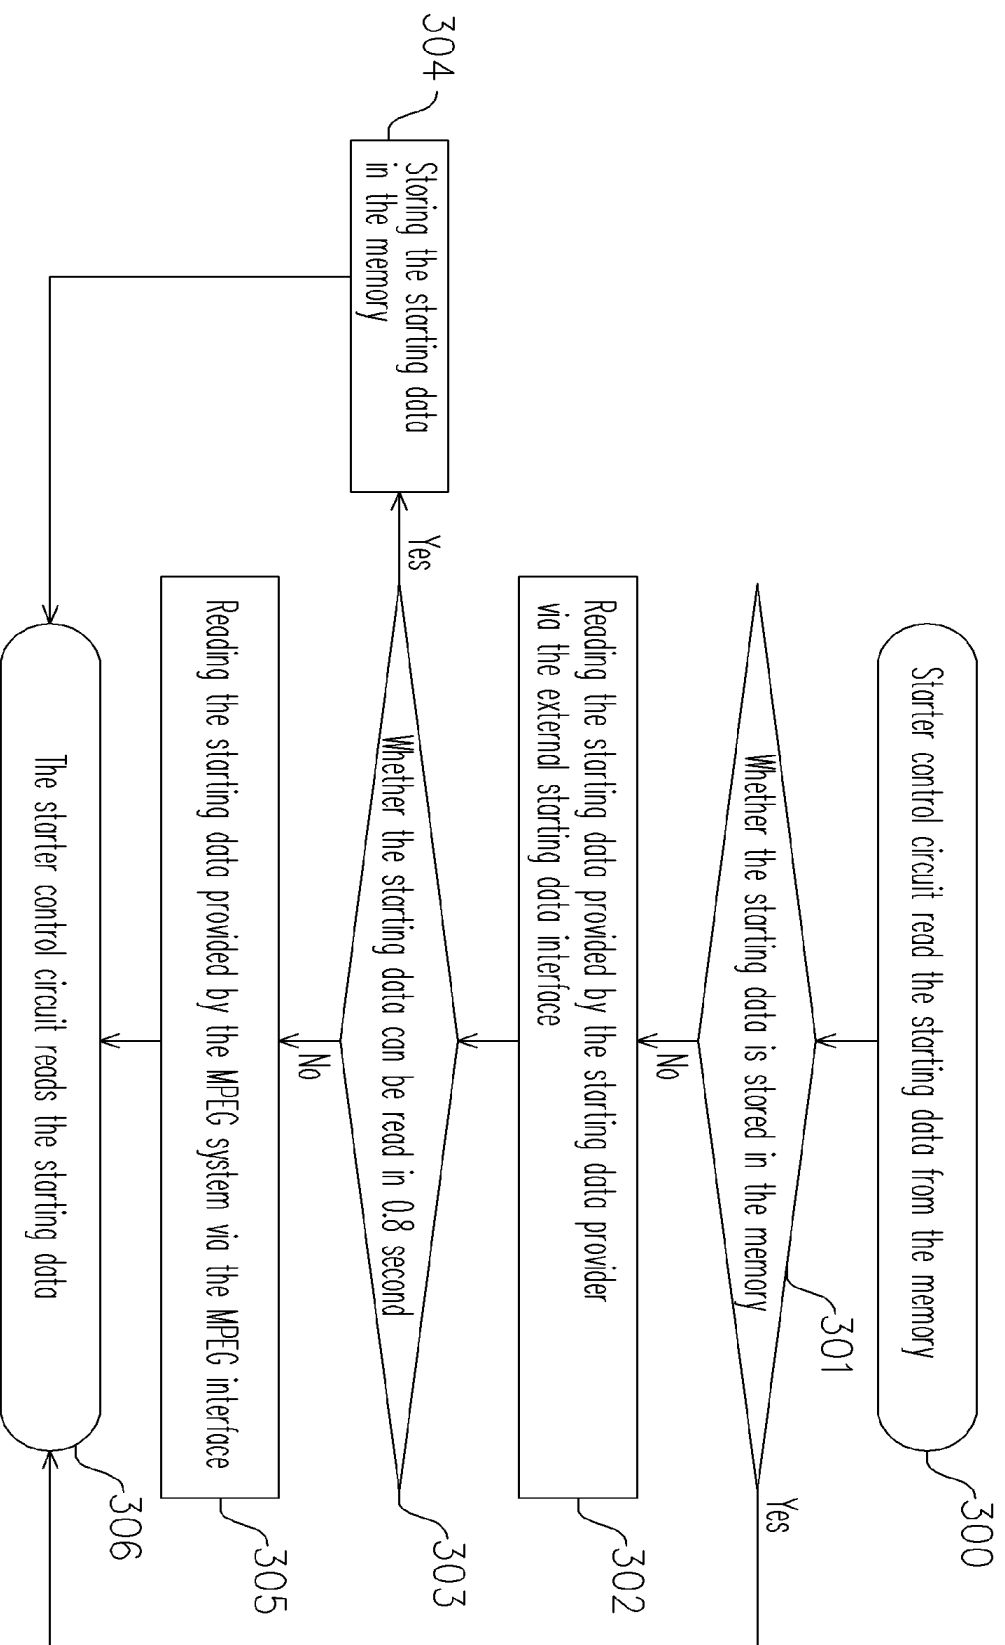 Starter control circuit read the starting data from the memory
300
Whether the starting data is stored in the memory
301
Yes
No
Reading the starting data provided by the starting data provider
via the external starting data interface
302
Whether the starting data can be read in 0.8 second
303
Yes
No
Storing the starting data
in the memory
304
Reading the starting data provided by the MPEG system via the MPEG interface
305
The starter control circuit reads the starting data
306